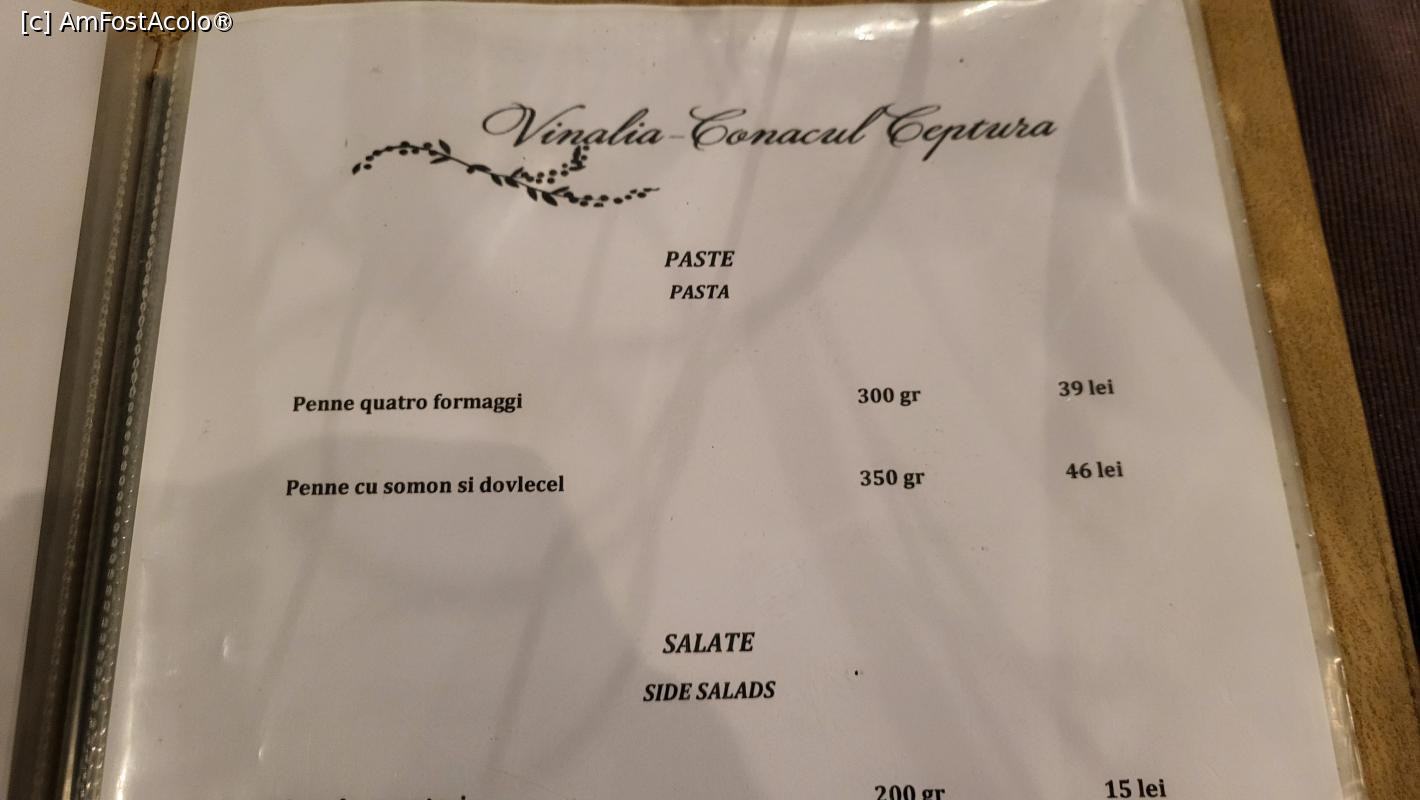 [c] AmFostAcolo®
Vinalia-Conacul Ceptura
PASTE
PASTA
Penne quatro formaggi 300 gr 39 lei
Penne cu somon si dovlecel 350 gr 46 lei
SALATE
SIDE SALADS
200 gr 15 lei